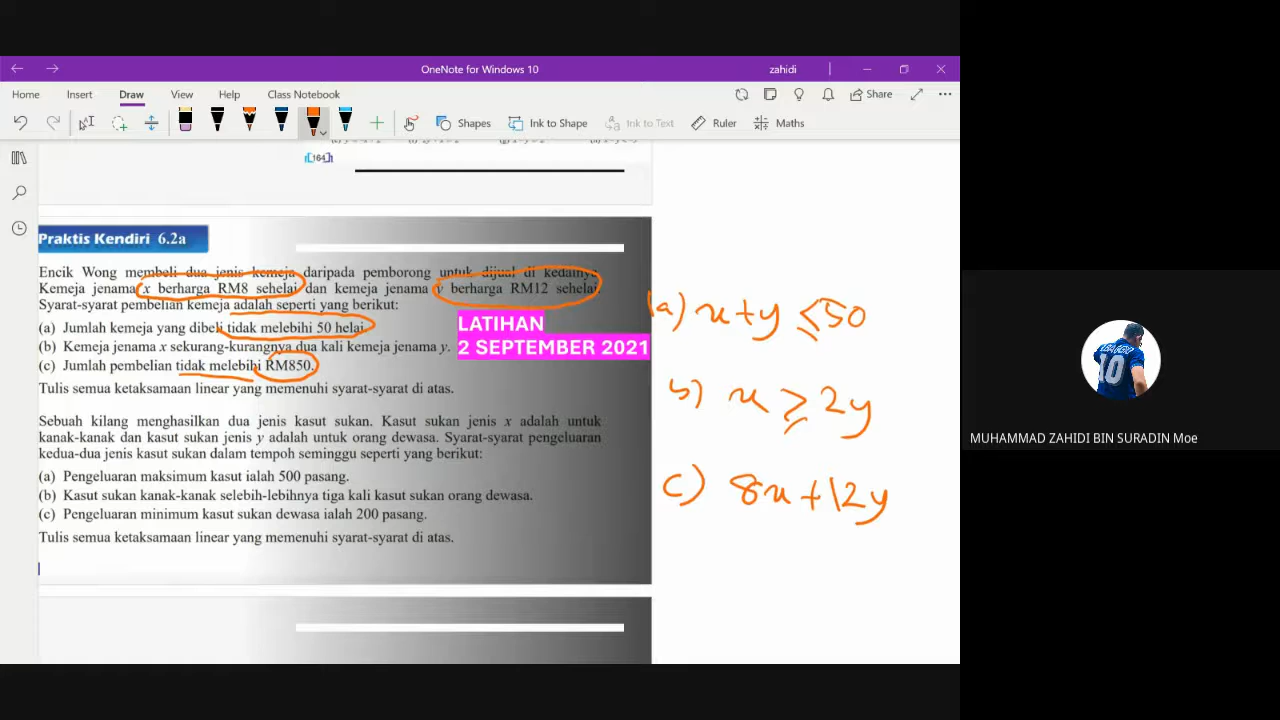 OneNote for Windows 10
zahidi
Home Insert Draw View Help Class Notebook
Share
Shapes Ink to Shape Ink to Text Ruler Maths
[164]
Praktis Kendiri 6.2a
Encik Wong membeli dua jenis kemeja daripada pemborong untuk dijual di kedainya.
Kemeja jenama x berharga RM8 sehelai dan kemeja jenama y berharga RM12 sehelai.
Syarat-syarat pembelian kemeja adalah seperti yang berikut:
(a) Jumlah kemeja yang dibeli tidak melebihi 50 helai.
(b) Kemeja jenama x sekurang-kurangnya dua kali kemeja jenama y.
(c) Jumlah pembelian tidak melebihi RM850.
Tulis semua ketaksamaan linear yang memenuhi syarat-syarat di atas.
LATIHAN
2 SEPTEMBER 2021
Sebuah kilang menghasilkan dua jenis kasut sukan. Kasut sukan jenis x adalah untuk
kanak-kanak dan kasut sukan jenis y adalah untuk orang dewasa. Syarat-syarat pengeluaran
kedua-dua jenis kasut sukan dalam tempoh seminggu seperti yang berikut:
(a) Pengeluaran maksimum kasut ialah 500 pasang.
(b) Kasut sukan kanak-kanak selebih-lebihnya tiga kali kasut sukan orang dewasa.
(c) Pengeluaran minimum kasut sukan dewasa ialah 200 pasang.
Tulis semua ketaksamaan linear yang memenuhi syarat-syarat di atas.
(a) x+y ≤ 50
b) x ≥ 2y
c) 8x+12y
10
MUHAMMAD ZAHIDI BIN SURADIN Moe